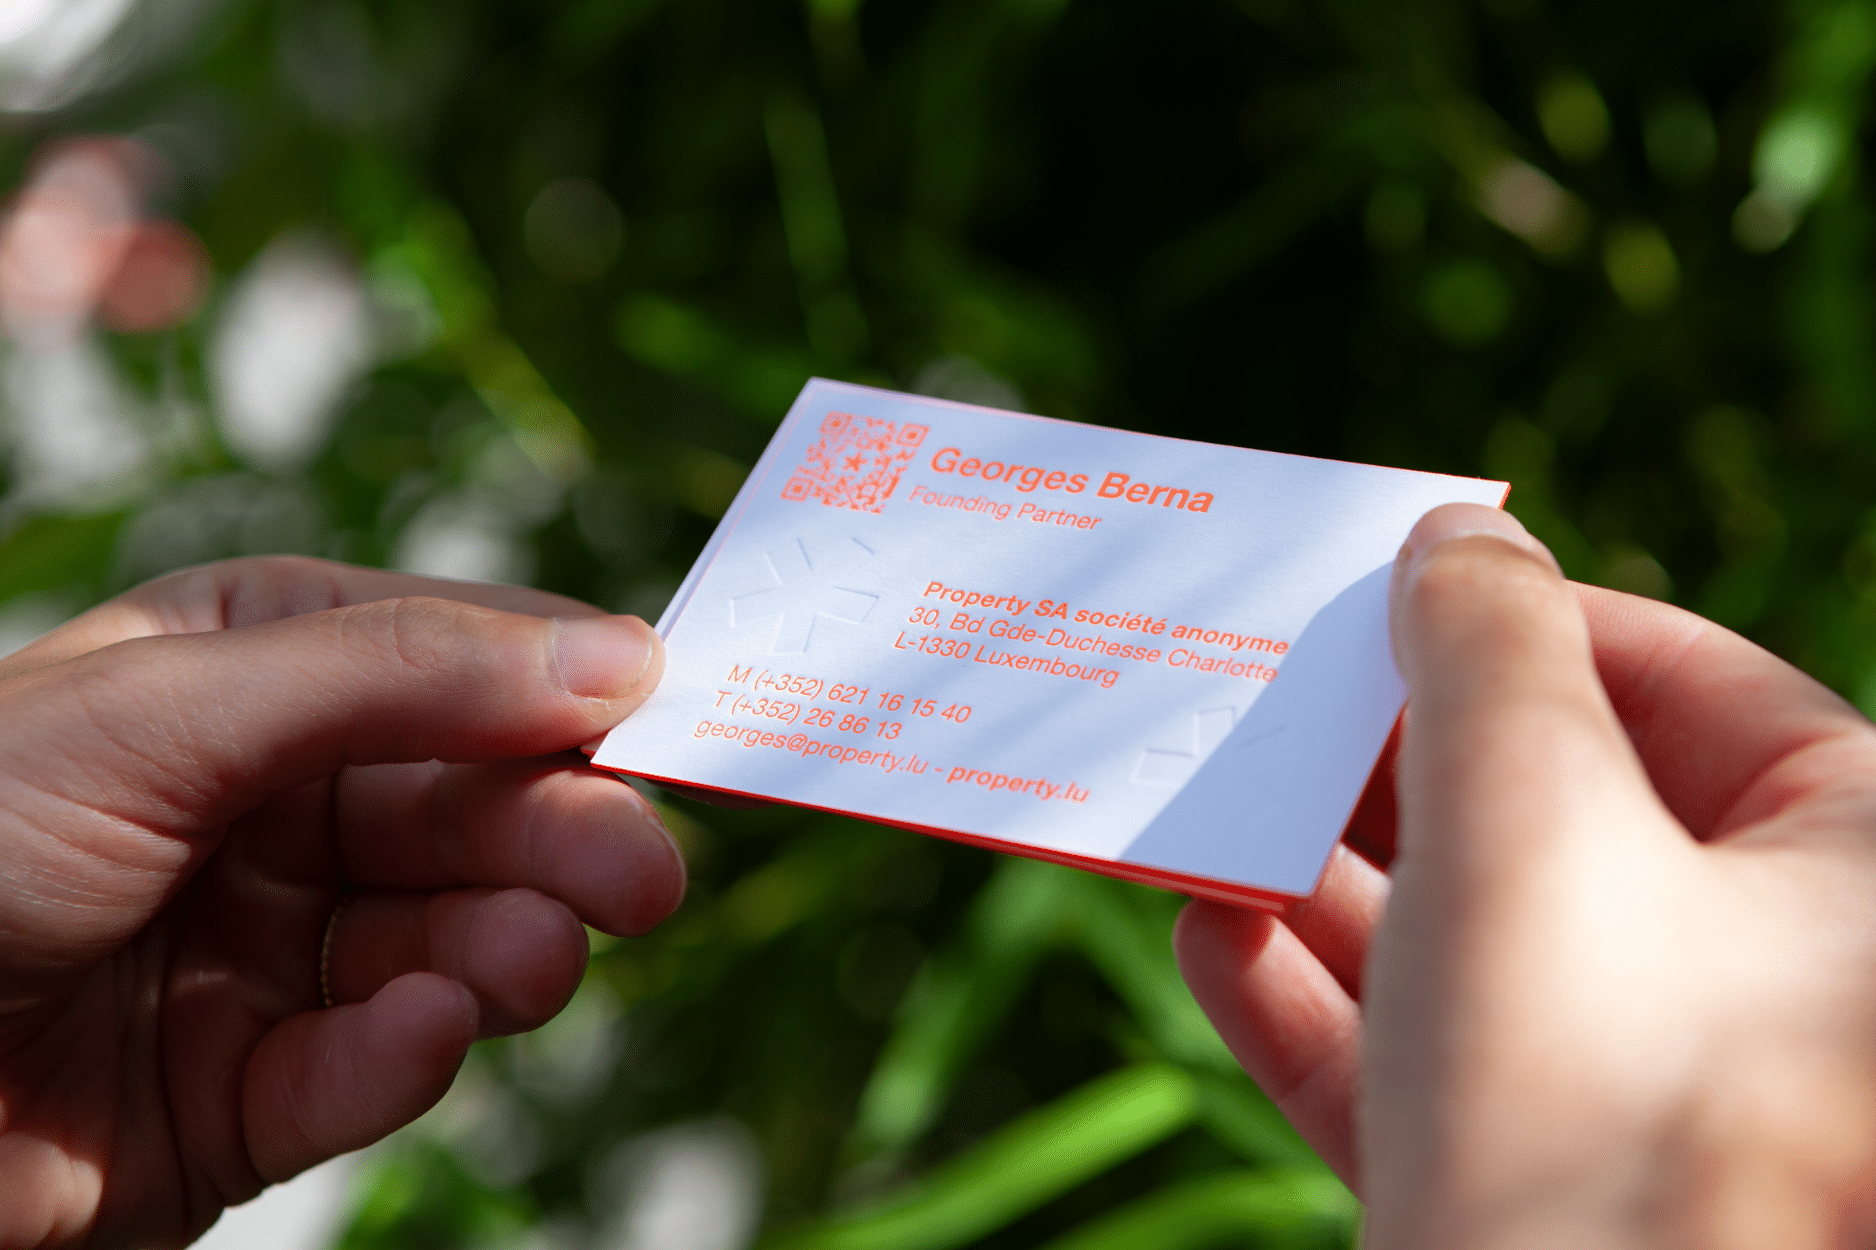 Georges Berna
Founding Partner
Property SA société anonyme
30, Bd Gde-Duchesse Charlotte
L-1330 Luxembourg
M (+352) 621 16 15 40
T (+352) 26 86 13
georges@property.lu - property.lu